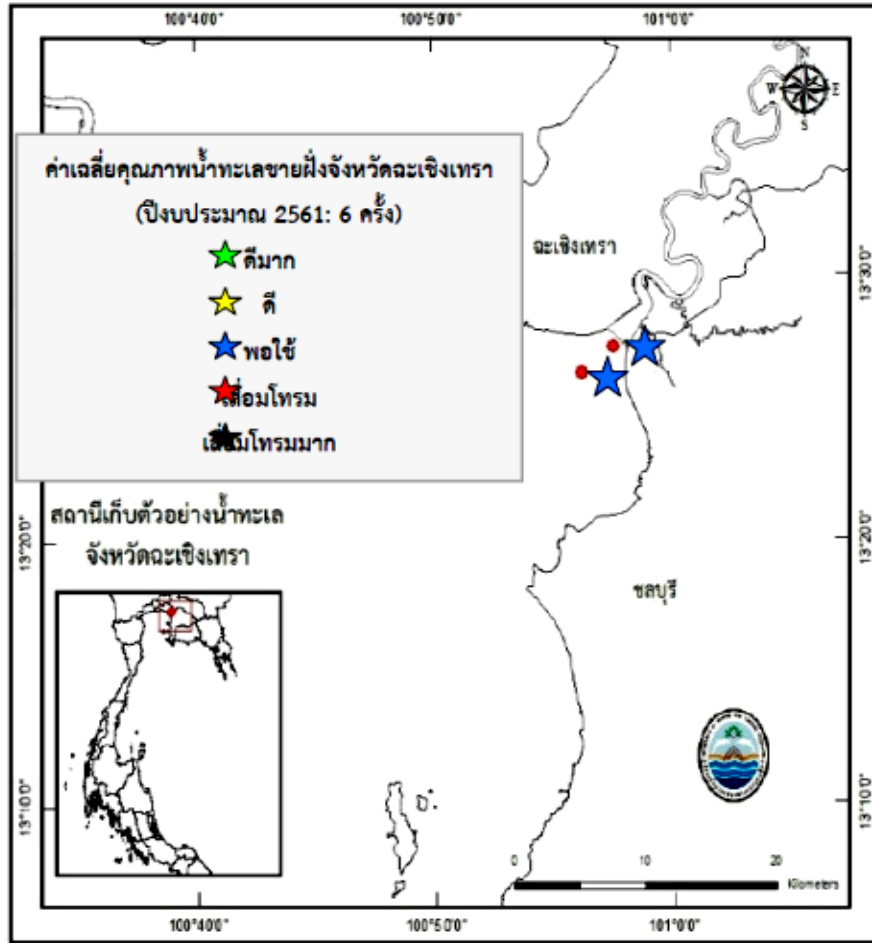 100°40'0" 100°50'0" 101°0'0"
N
W E
S
ค่าเฉลี่ยคุณภาพน้ำทะเลชายฝั่งจังหวัดฉะเชิงเทรา
(ปีงบประมาณ 2561: 6 ครั้ง)
ดีมาก
ดี
พอใช้
เสื่อมโทรม
เสื่อมโทรมมาก
ฉะเชิงเทรา
13°30'0"
สถานีเก็บตัวอย่างน้ำทะเล
จังหวัดฉะเชิงเทรา
13°20'0" 13°20'0"
ชลบุรี
13°10'0" 13°10'0"
0 10 20
Kilometers
100°40'0" 100°50'0" 101°0'0"